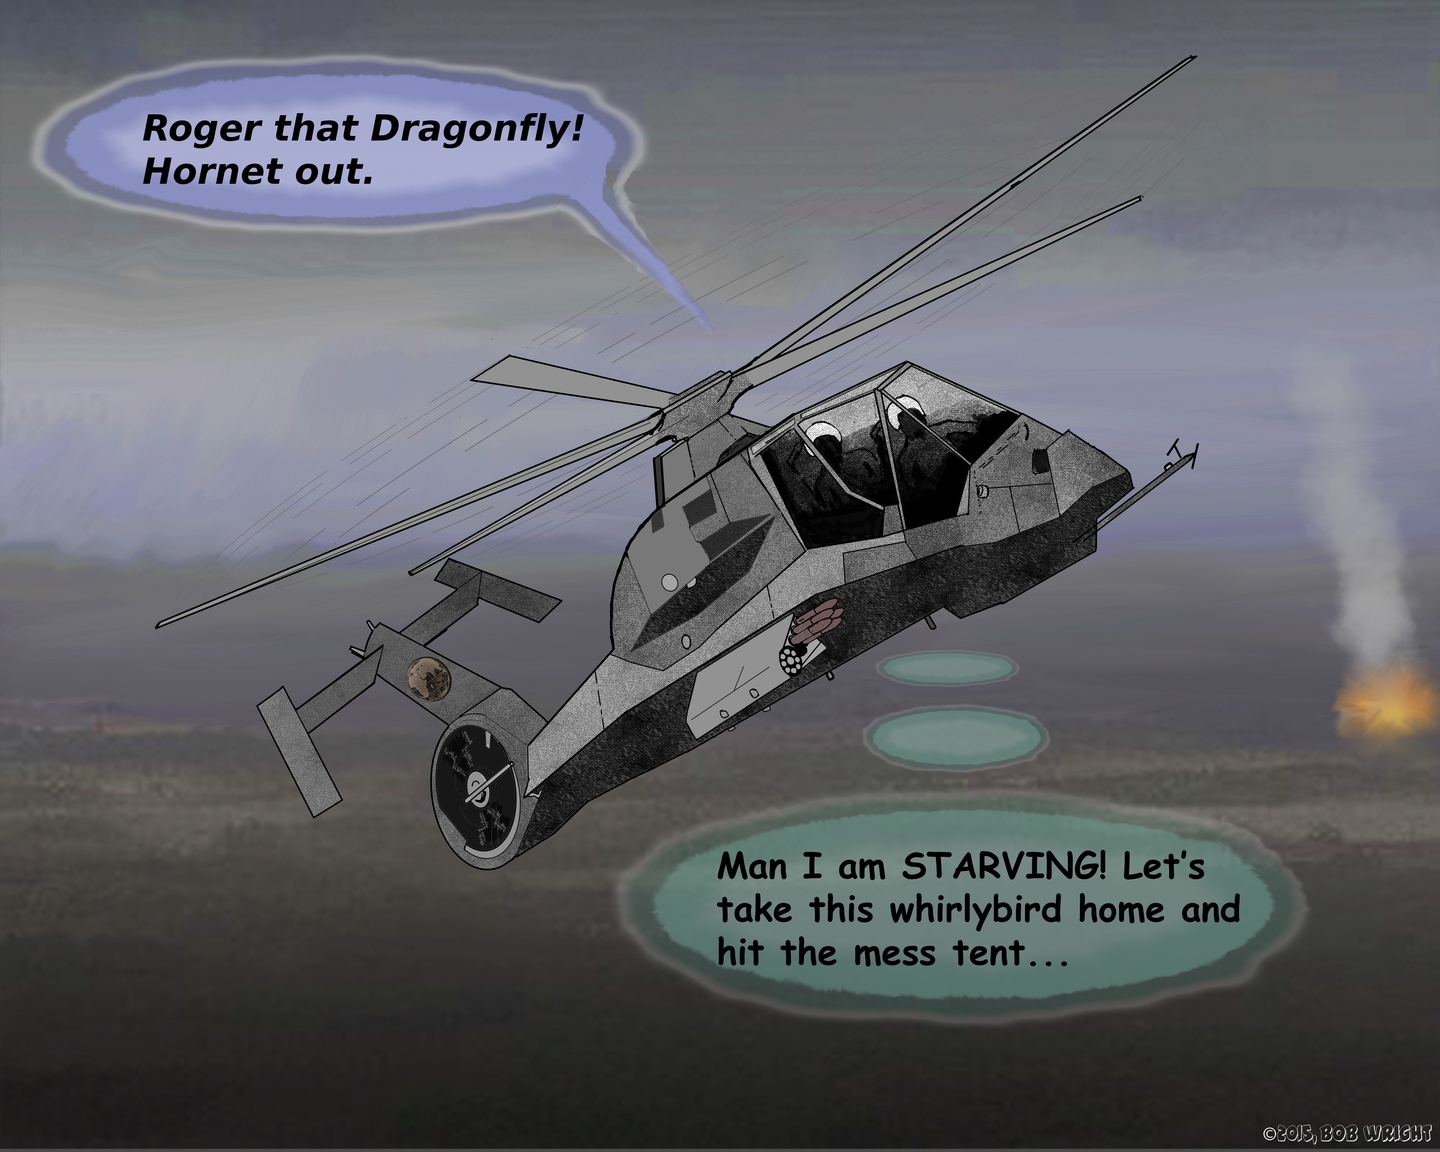 Roger that Dragonfly!
Hornet out.
Man I am STARVING! Let's
take this whirlybird home and
hit the mess tent...
©2015, BOB WRIGHT